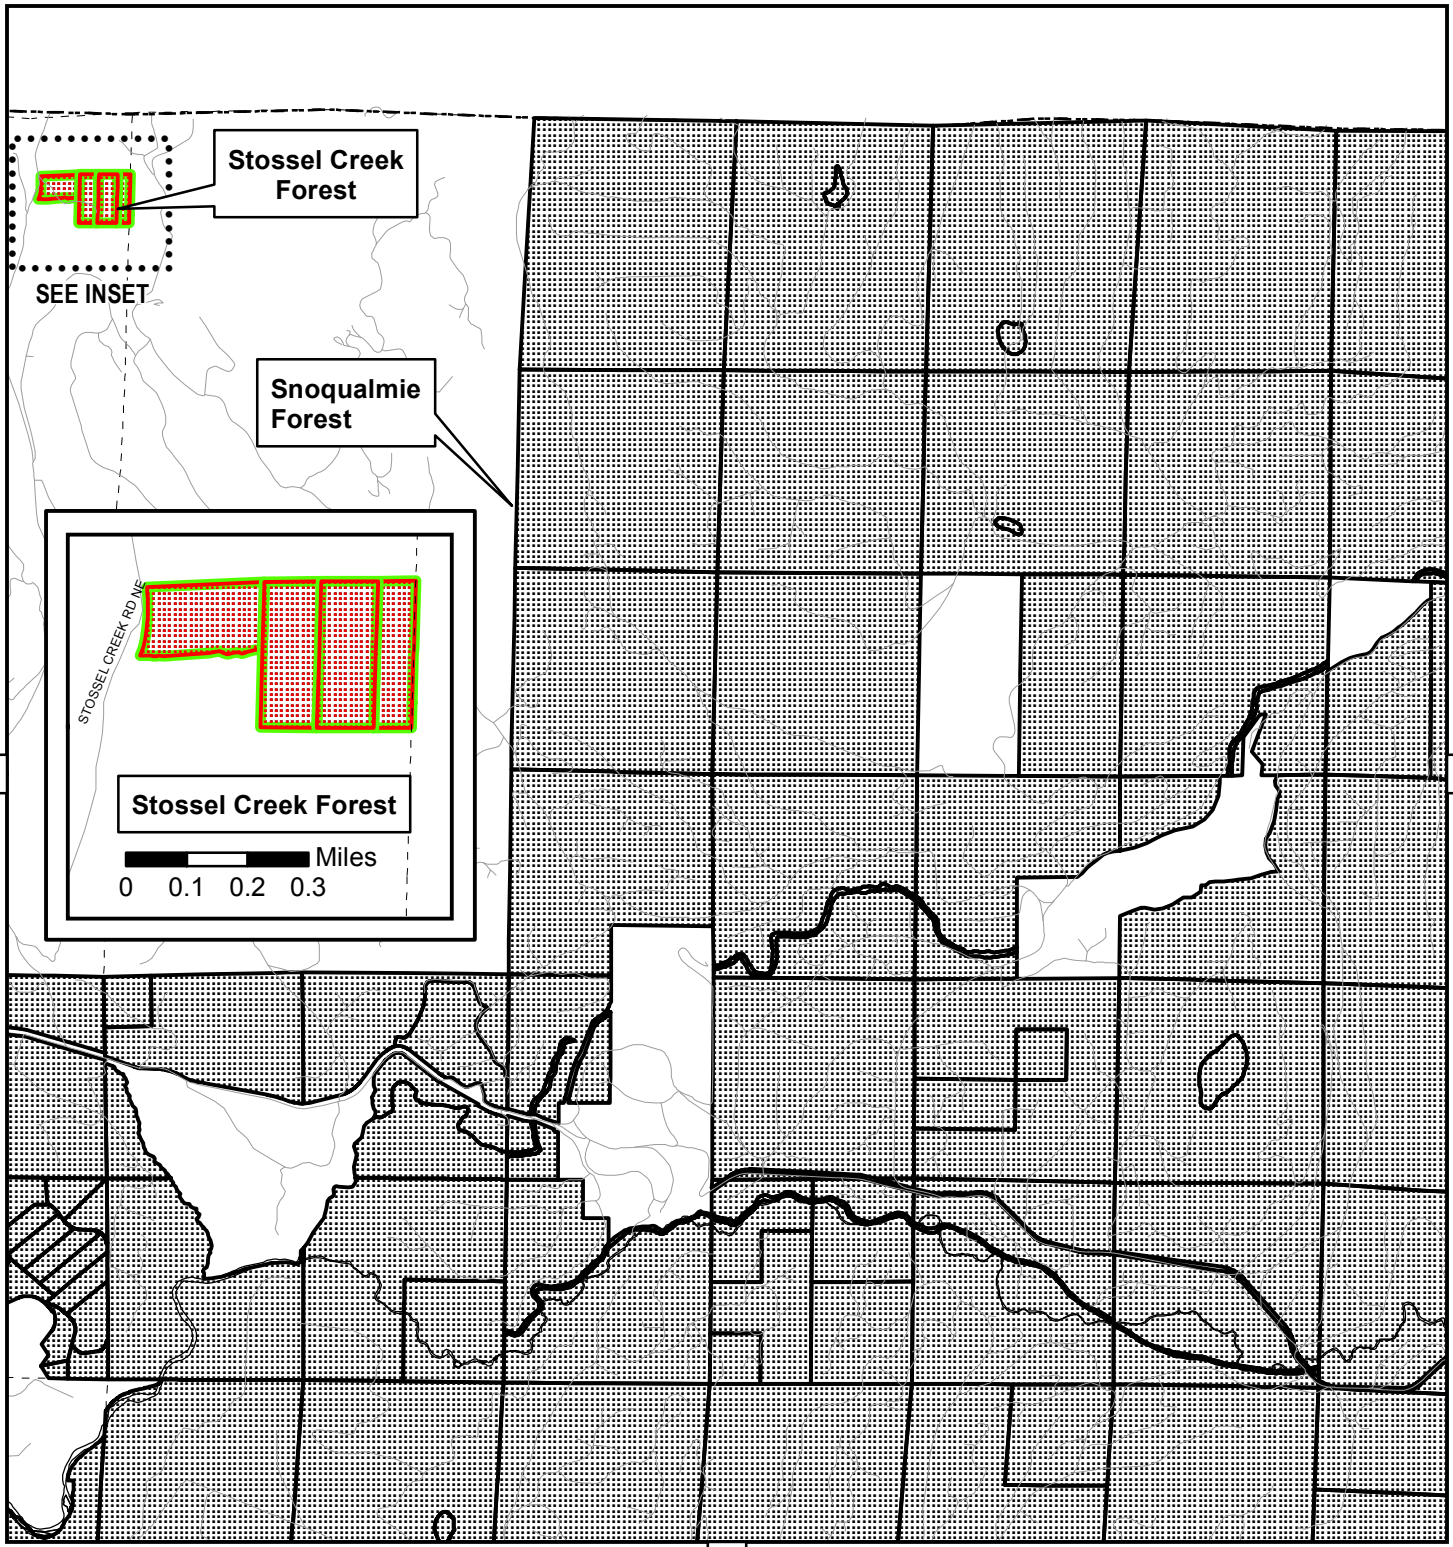 Stossel Creek
Forest
SEE INSET
Snoqualmie
Forest
STOSSEL CREEK RD NE
Stossel Creek Forest
Miles
0 0.1 0.2 0.3